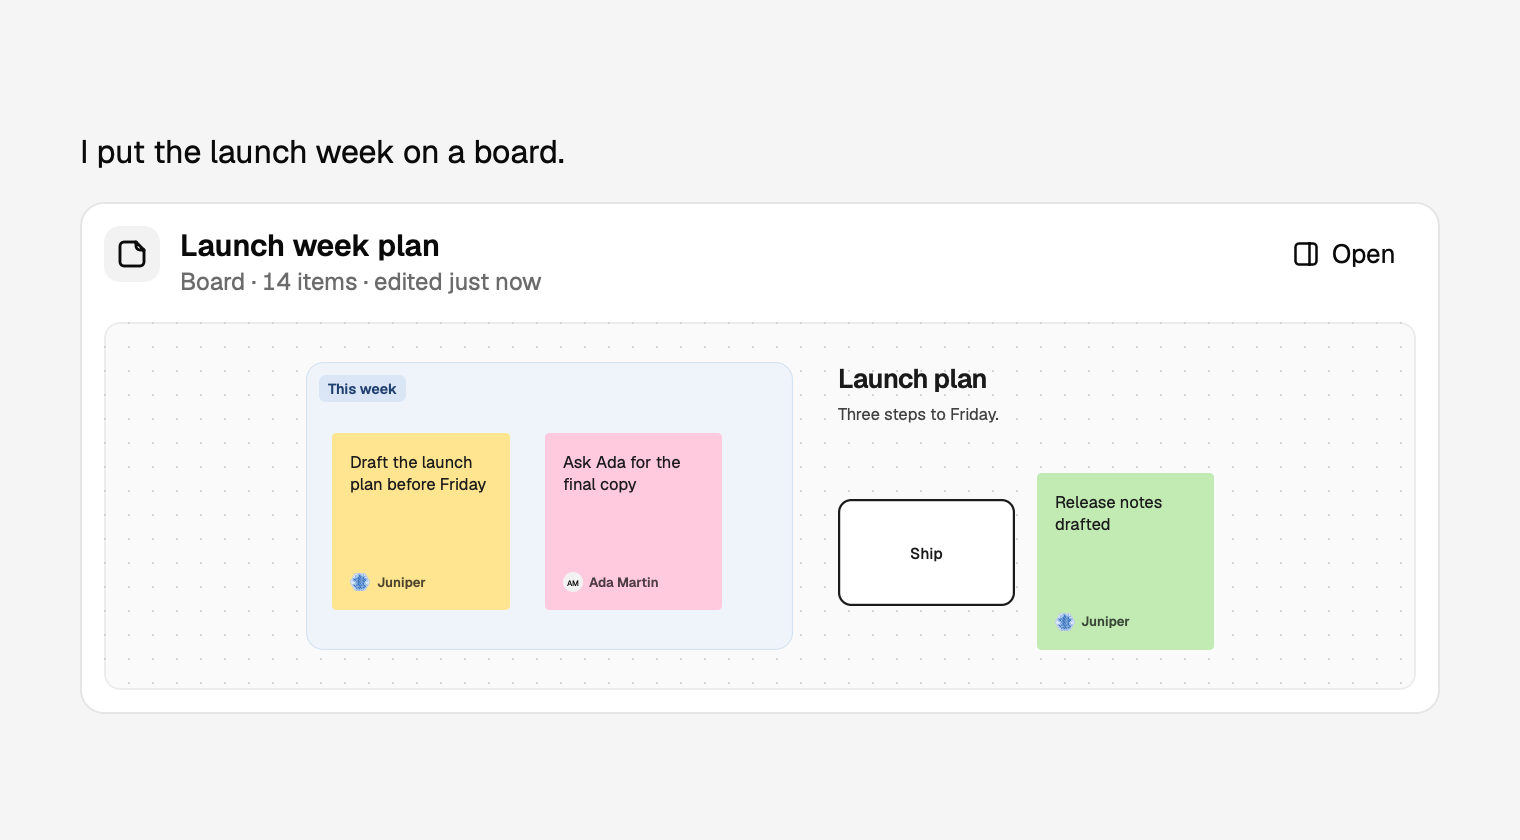 I put the launch week on a board.
Launch week plan
Board · 14 items · edited just now
Open
This week
Draft the launch
plan before Friday
Juniper
Ask Ada for the
final copy
AM Ada Martin
Launch plan
Three steps to Friday.
Ship
Release notes
drafted
Juniper